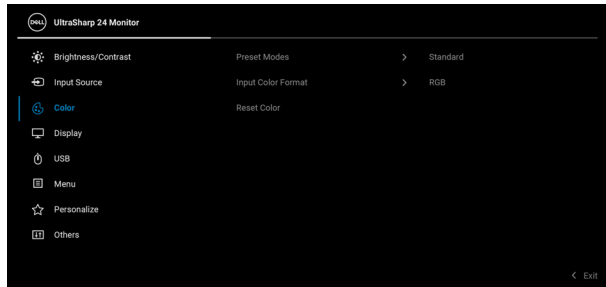 DELL UltraSharp 24 Monitor
Brightness/Contrast Preset Modes > Standard
Input Source Input Color Format > RGB
Color Reset Color
Display
USB
Menu
Personalize
Others
< Exit